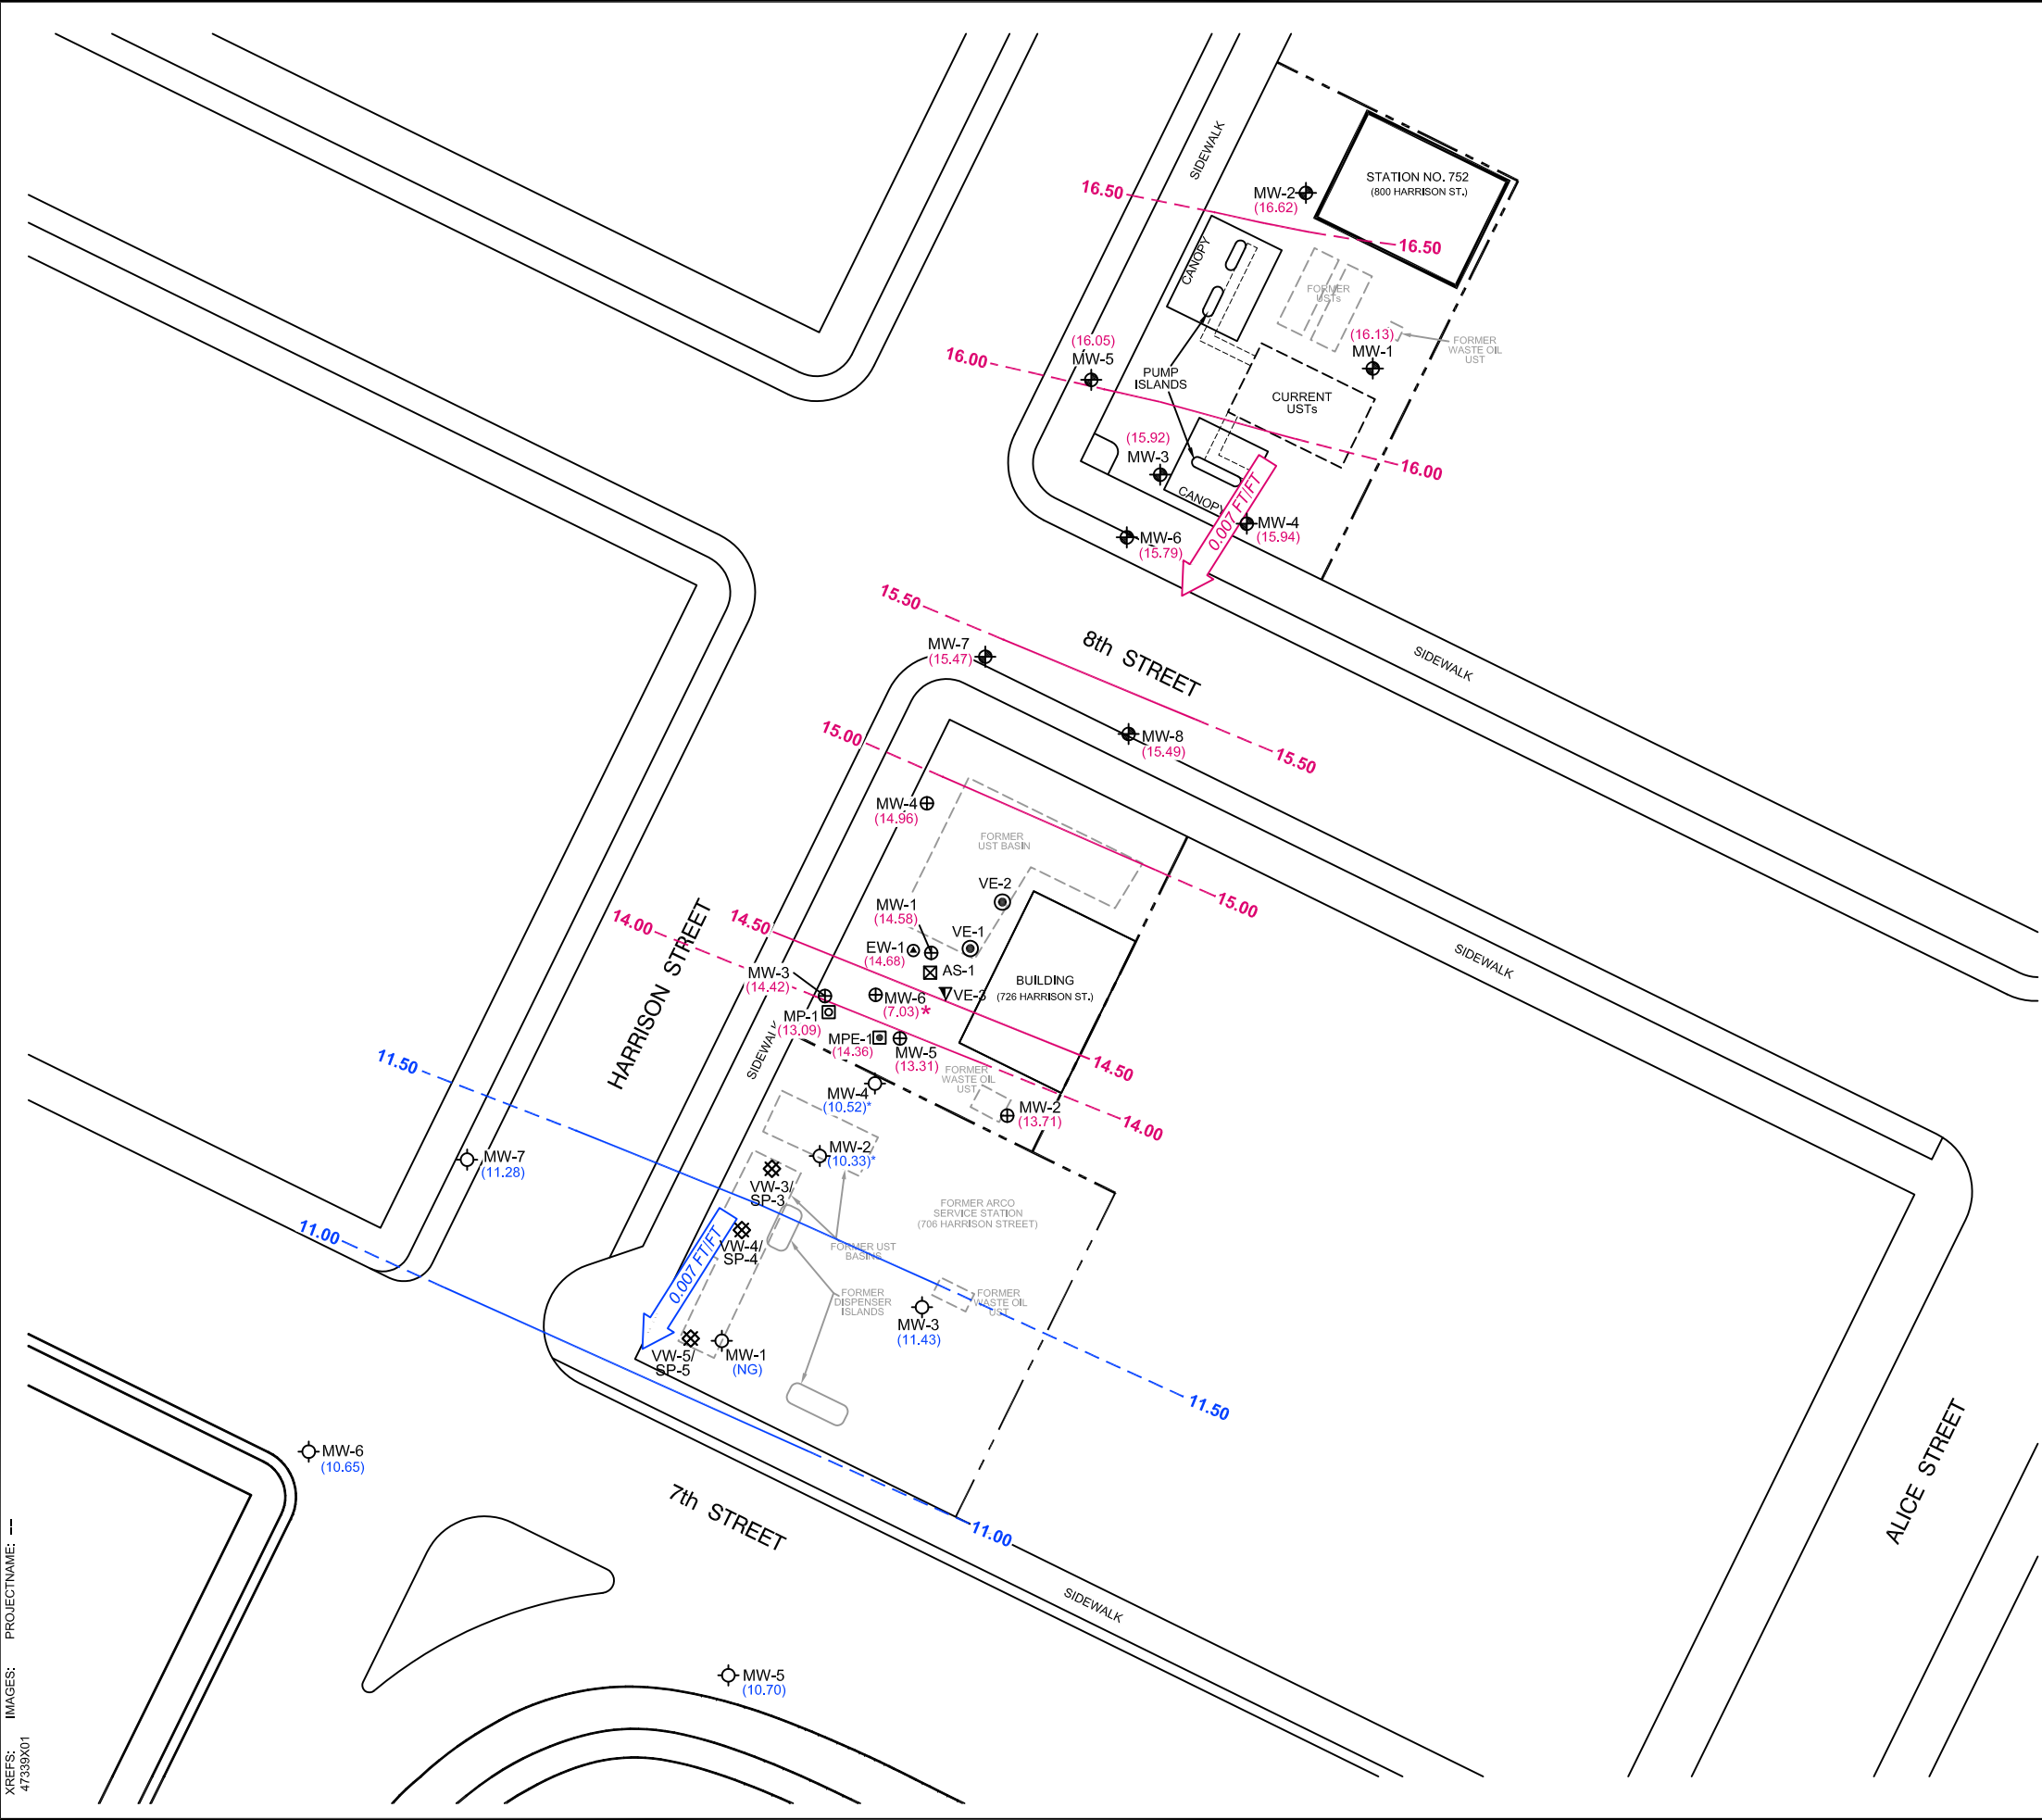 SIDEWALK
STATION NO. 752
(800 HARRISON ST.)
MW-2
(16.62)
16.50
16.50
CANOPY
FORMER
USTs
(16.13)
MW-1
FORMER
WASTE OIL
UST
(16.05)
MW-5
16.00
PUMP
ISLANDS
CURRENT
USTs
(15.92)
MW-3
16.00
CANOPY
0.007 FT/FT
MW-4
(15.94)
MW-6
(15.79)
15.50
8th STREET
SIDEWALK
MW-7
(15.47)
15.00
MW-8
(15.49)
15.50
MW-4
(14.96)
FORMER
UST BASIN
VE-2
MW-1
(14.58)
15.00
14.00
14.50
HARRISON STREET
VE-1
EW-1
(14.68)
AS-1
SIDEWALK
MW-3
(14.42)
BUILDING
(726 HARRISON ST.)
MW-6
(7.03)*
VE-3
MP-1
(13.09)
MPE-1
(14.36)
MW-5
(13.31)
SIDEWALK
14.50
FORMER
WASTE OIL
UST
11.50
MW-4
(10.52)*
MW-2
(13.71)
14.00
MW-7
(11.28)
MW-2
(10.33)*
VW-3/
SP-3
FORMER ARCO
SERVICE STATION
(706 HARRISON STREET)
11.00
VW-4/
SP-4
FORMER UST
BASINS
0.007 FT/FT
FORMER
DISPENSER
ISLANDS
FORMER
WASTE OIL
UST
MW-3
(11.43)
VW-5/
SP-5
MW-1
(NG)
11.50
MW-6
(10.65)
7th STREET
11.00
ALICE STREET
SIDEWALK
MW-5
(10.70)
XREFS: IMAGES: PROJECTNAME: --
47339X01